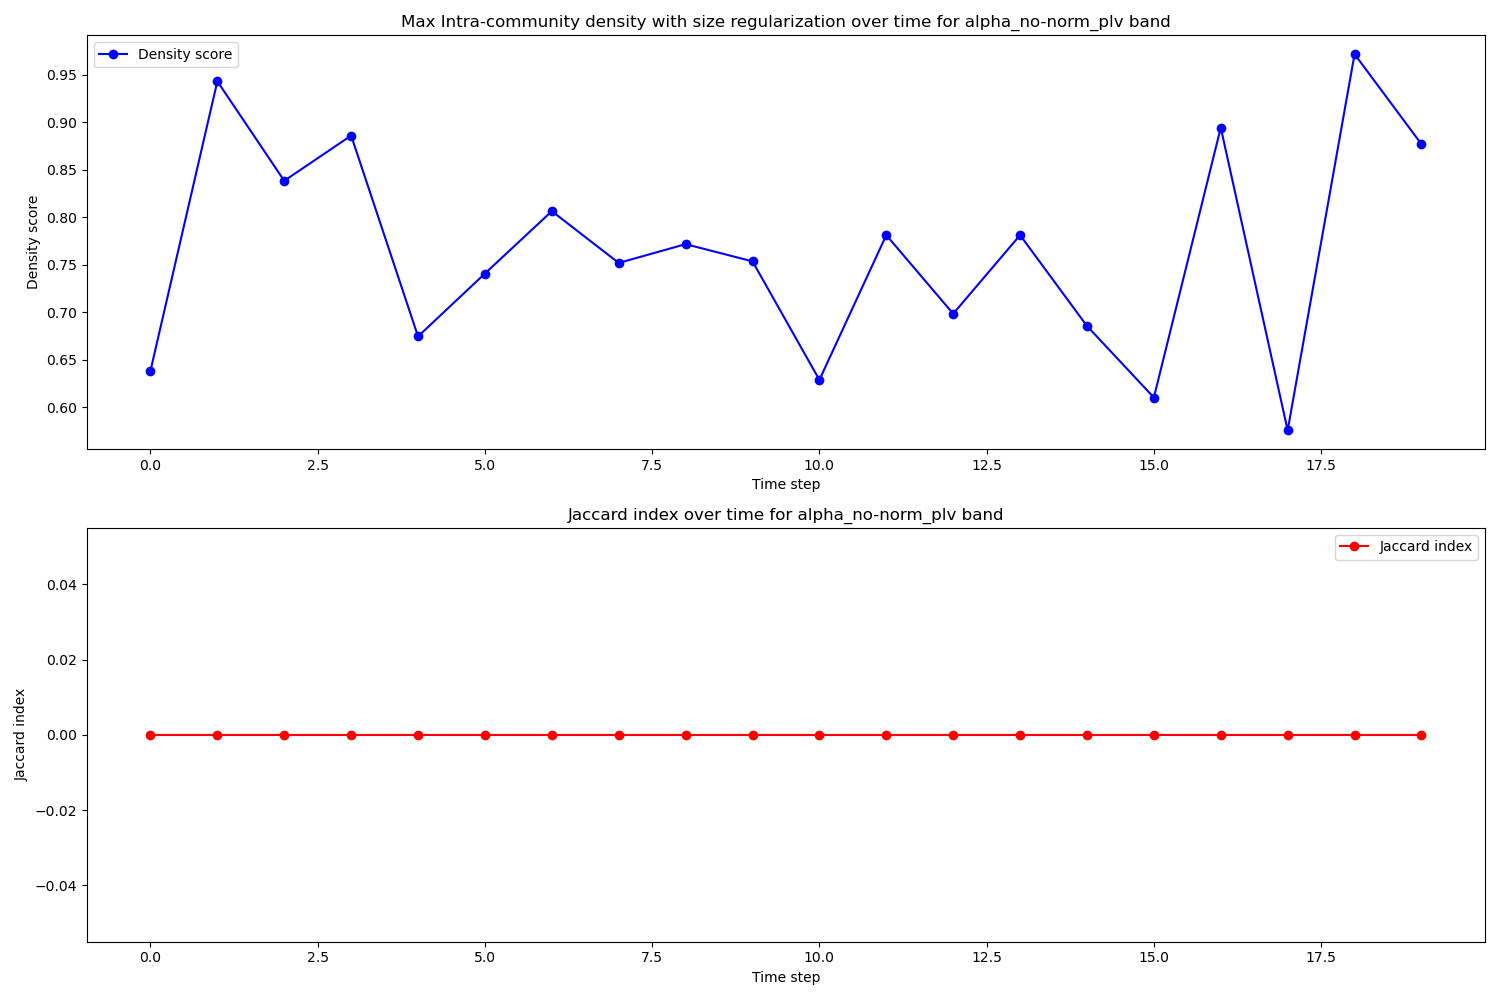 Max Intra-community density with size regularization over time for alpha_no-norm_plv band
Density score
0.95
0.90
0.85
0.80
0.75
0.70
0.65
0.60
Density score
0.0 2.5 5.0 7.5 10.0 12.5 15.0 17.5
Time step
Jaccard index over time for alpha_no-norm_plv band
Jaccard index
0.04
0.02
0.00
−0.02
−0.04
Jaccard index
0.0 2.5 5.0 7.5 10.0 12.5 15.0 17.5
Time step